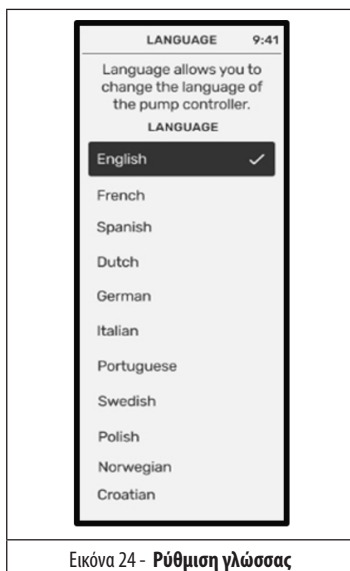 LANGUAGE 9:41
Language allows you to
change the language of
the pump controller.
LANGUAGE
English ✓
French
Spanish
Dutch
German
Italian
Portuguese
Swedish
Polish
Norwegian
Croatian
Εικόνα 24 - Ρύθμιση γλώσσας